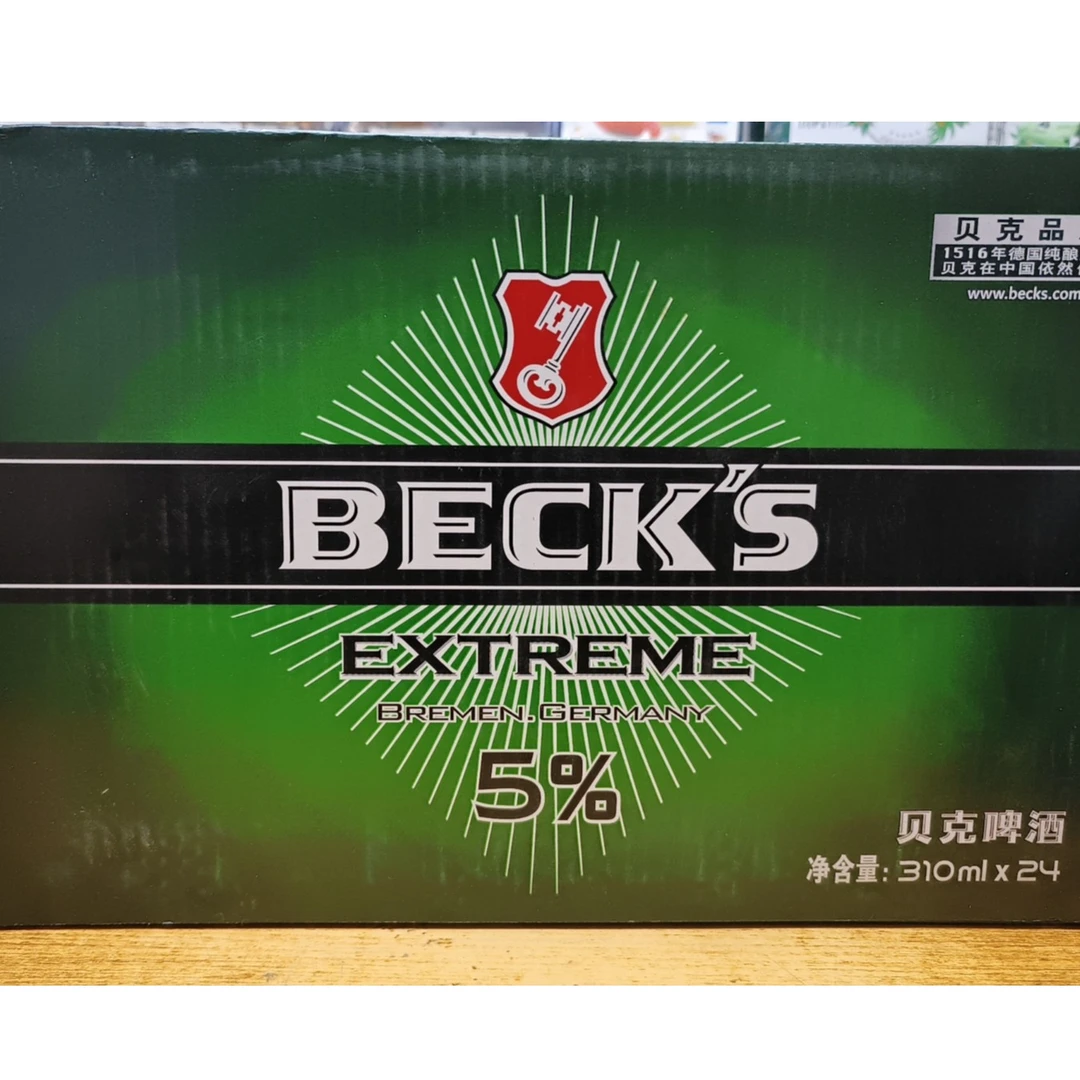 贝克品
1516年德国纯酿
贝克在中国依然
www.becks.com
BECK'S
EXTREME
BREMEN. GERMANY
5%
贝克啤酒
净含量: 310ml x 24